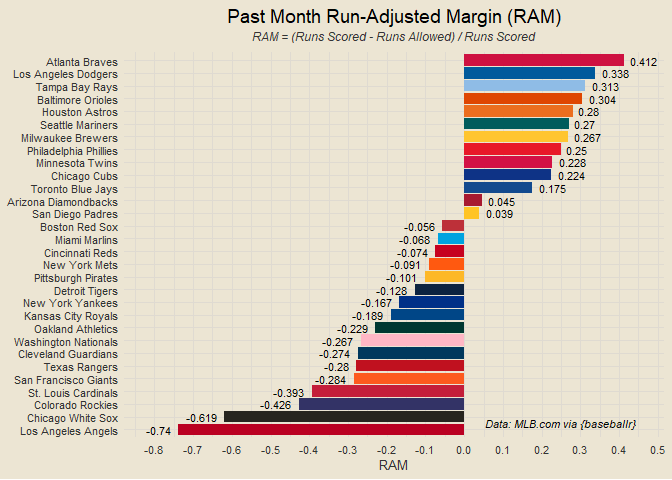 Past Month Run-Adjusted Margin (RAM)
RAM = (Runs Scored - Runs Allowed) / Runs Scored
Atlanta Braves 0.412
Los Angeles Dodgers 0.338
Tampa Bay Rays 0.313
Baltimore Orioles 0.304
Houston Astros 0.28
Seattle Mariners 0.27
Milwaukee Brewers 0.267
Philadelphia Phillies 0.25
Minnesota Twins 0.228
Chicago Cubs 0.224
Toronto Blue Jays 0.175
Arizona Diamondbacks 0.045
San Diego Padres 0.039
Boston Red Sox -0.056
Miami Marlins -0.068
Cincinnati Reds -0.074
New York Mets -0.091
Pittsburgh Pirates -0.101
Detroit Tigers -0.128
New York Yankees -0.167
Kansas City Royals -0.189
Oakland Athletics -0.229
Washington Nationals -0.267
Cleveland Guardians -0.274
Texas Rangers -0.28
San Francisco Giants -0.284
St. Louis Cardinals -0.393
Colorado Rockies -0.426
Chicago White Sox -0.619
Data: MLB.com via {baseballr}
Los Angeles Angels -0.74
-0.8 -0.7 -0.6 -0.5 -0.4 -0.3 -0.2 -0.1 0.0 0.1 0.2 0.3 0.4 0.5
RAM